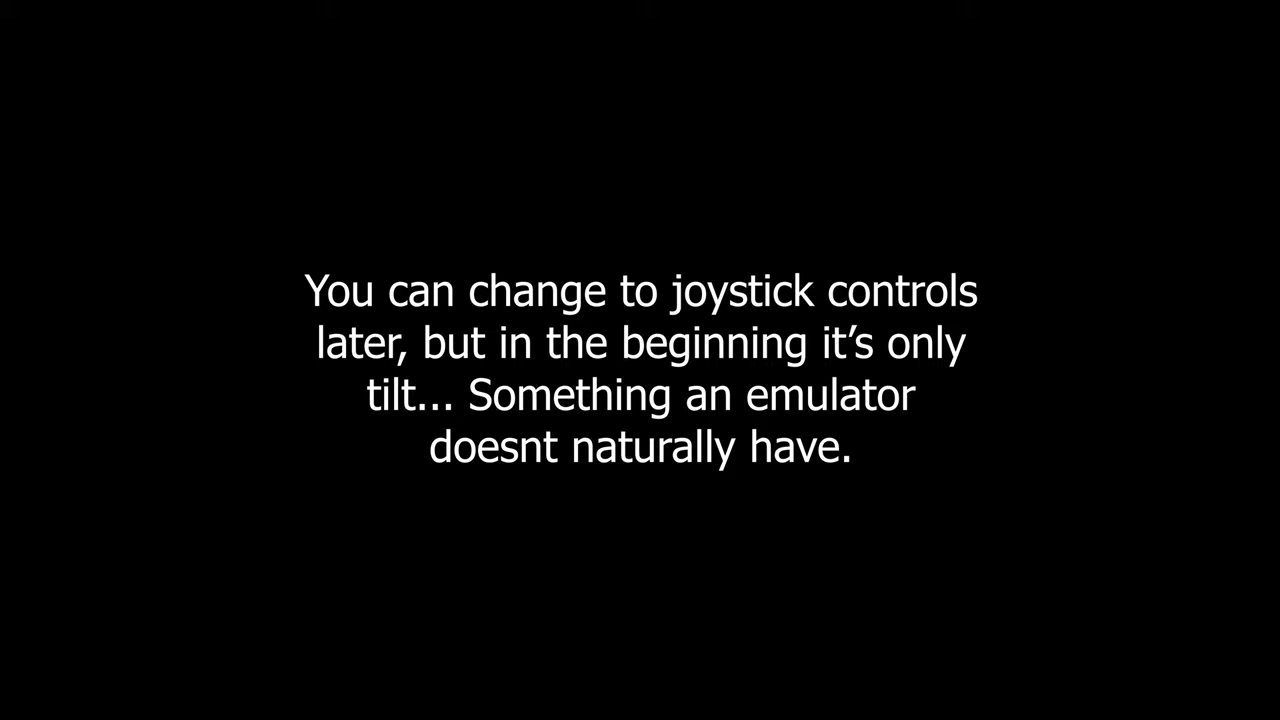 You can change to joystick controls
later, but in the beginning it’s only
tilt... Something an emulator
doesnt naturally have.